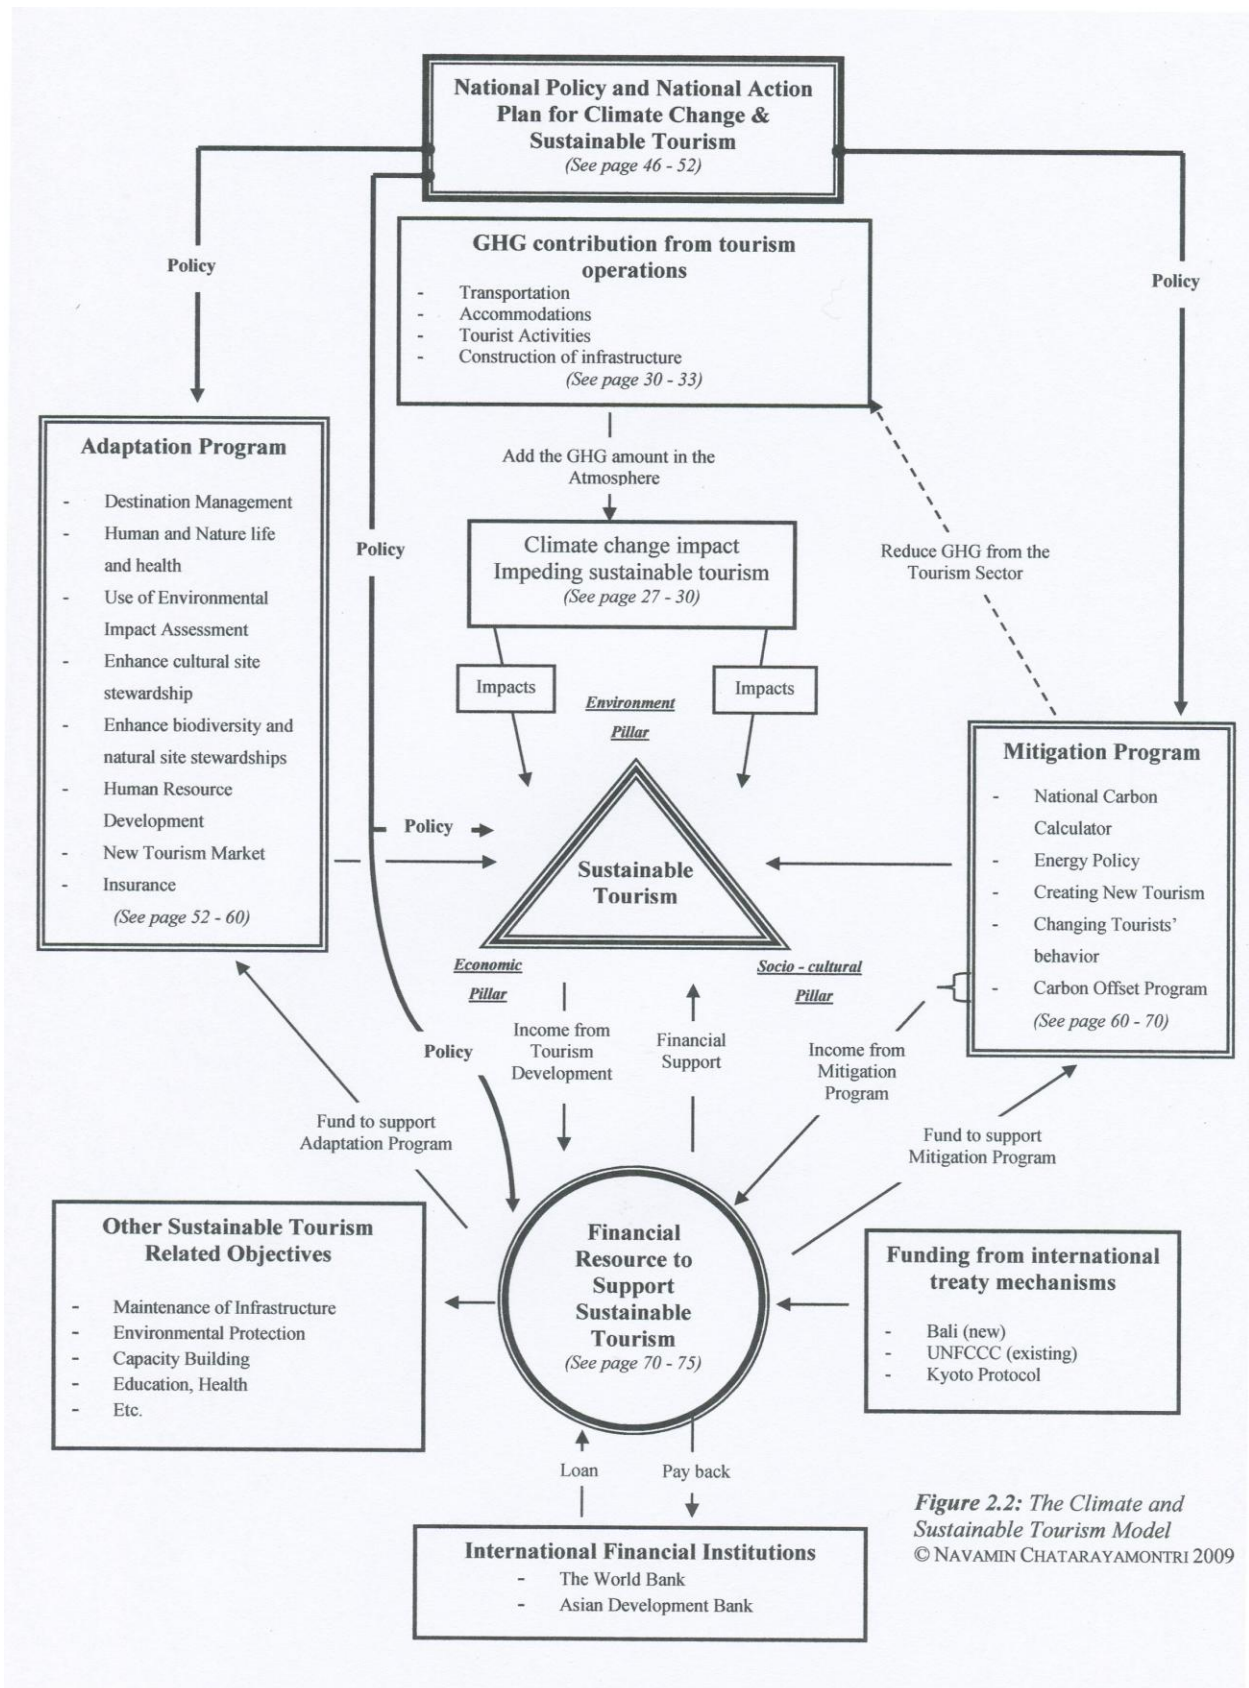 National Policy and National Action
Plan for Climate Change &
Sustainable Tourism
(See page 46 - 52)
Policy
Policy
GHG contribution from tourism
operations
- Transportation
- Accommodations
- Tourist Activities
- Construction of infrastructure
(See page 30 - 33)
Add the GHG amount in the
Atmosphere
Adaptation Program
- Destination Management
- Human and Nature life
and health
- Use of Environmental
Impact Assessment
- Enhance cultural site
stewardship
- Enhance biodiversity and
natural site stewardships
- Human Resource
Development
- New Tourism Market
- Insurance
(See page 52 - 60)
Policy
Climate change impact
Impeding sustainable tourism
(See page 27 - 30)
Reduce GHG from the
Tourism Sector
Impacts
Impacts
Environment
Pillar
Policy
Sustainable
Tourism
Economic
Pillar
Socio - cultural
Pillar
Mitigation Program
- National Carbon
Calculator
- Energy Policy
- Creating New Tourism
- Changing Tourists'
behavior
- Carbon Offset Program
(See page 60 - 70)
Policy
Income from
Tourism
Development
Financial
Support
Income from
Mitigation
Program
Fund to support
Adaptation Program
Fund to support
Mitigation Program
Other Sustainable Tourism
Related Objectives
- Maintenance of Infrastructure
- Environmental Protection
- Capacity Building
- Education, Health
- Etc.
Financial
Resource to
Support
Sustainable
Tourism
(See page 70 - 75)
Funding from international
treaty mechanisms
- Bali (new)
- UNFCCC (existing)
- Kyoto Protocol
Loan
Pay back
International Financial Institutions
- The World Bank
- Asian Development Bank
Figure 2.2: The Climate and
Sustainable Tourism Model
© NAVAMIN CHATARAYAMONTRI 2009